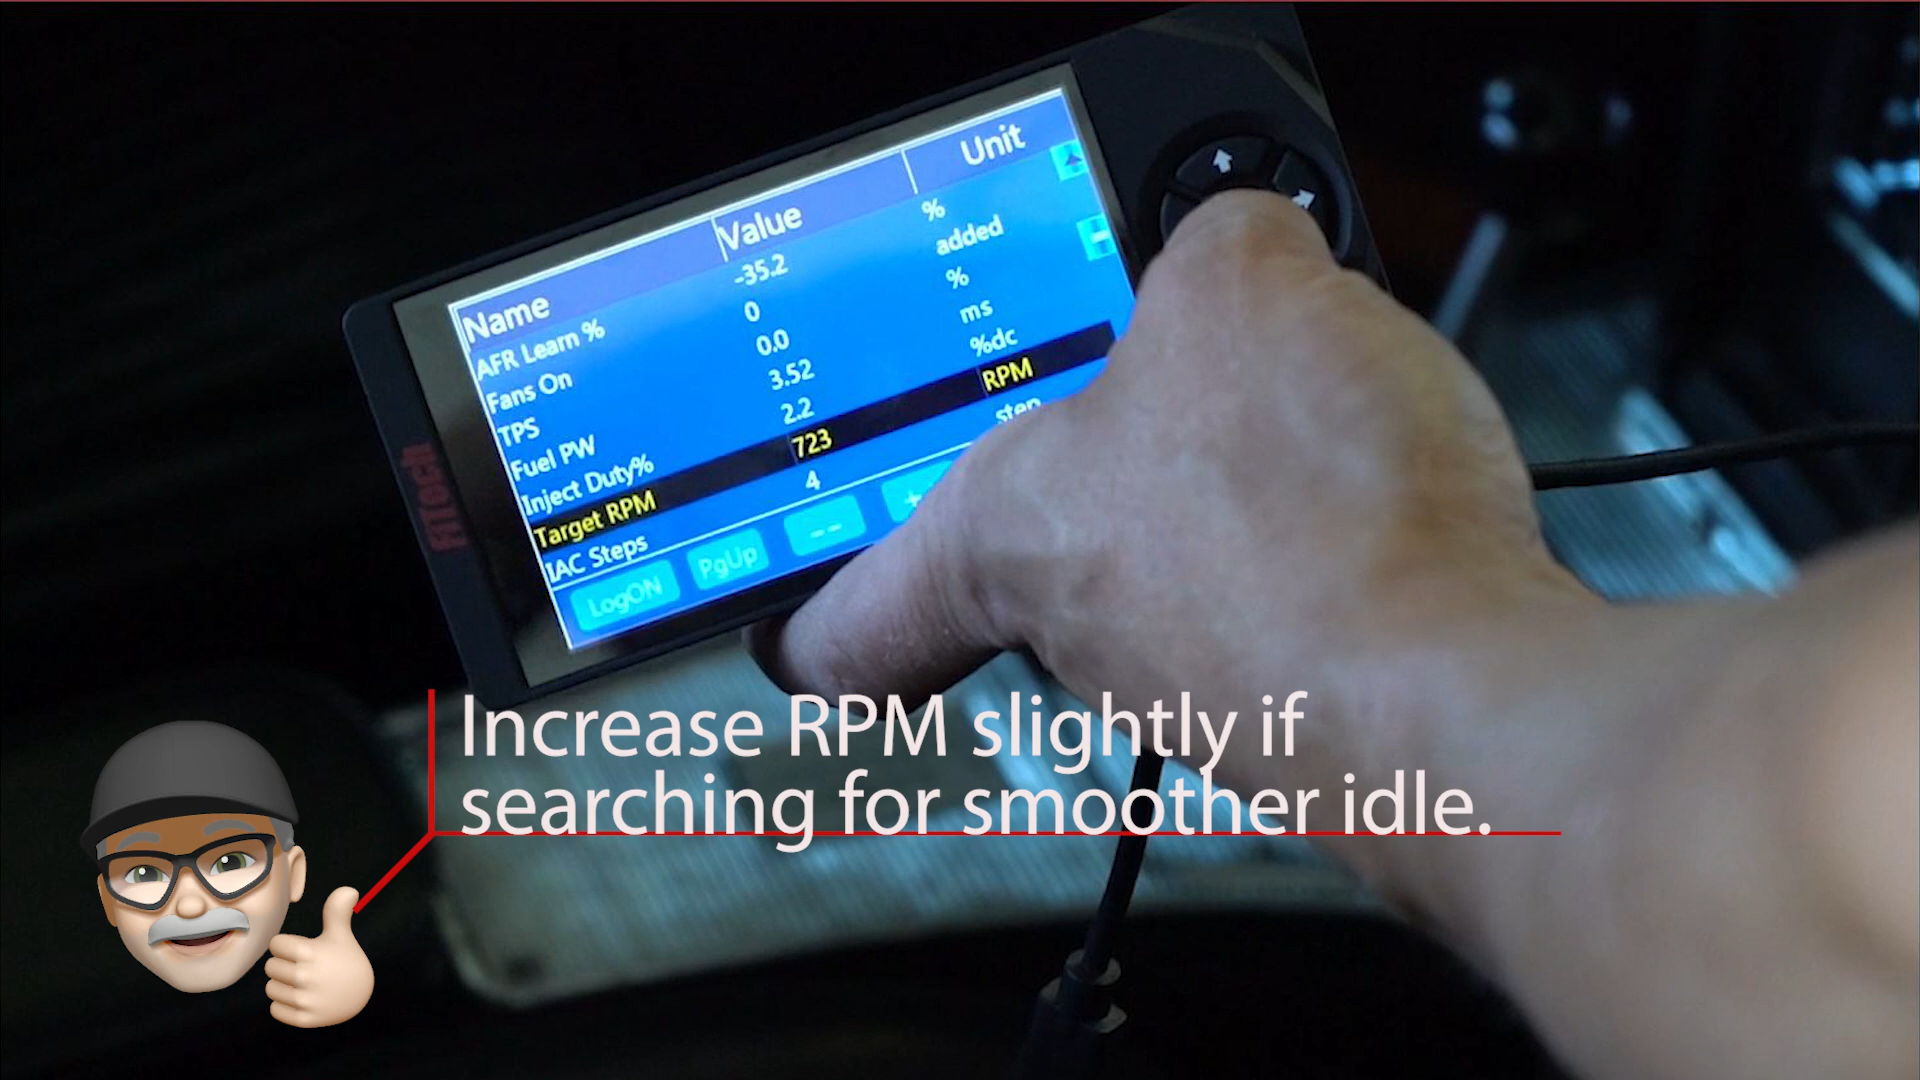 Name Value Unit
AFR Learn % -35.2 %
Fans On 0 added
TPS 0.0 %
Fuel PW 3.52 ms
Inject Duty% 2.2 %dc
Target RPM 723 RPM
IAC Steps 4 step
LogON PgUp --
FiTech
Increase RPM slightly if
searching for smoother idle.